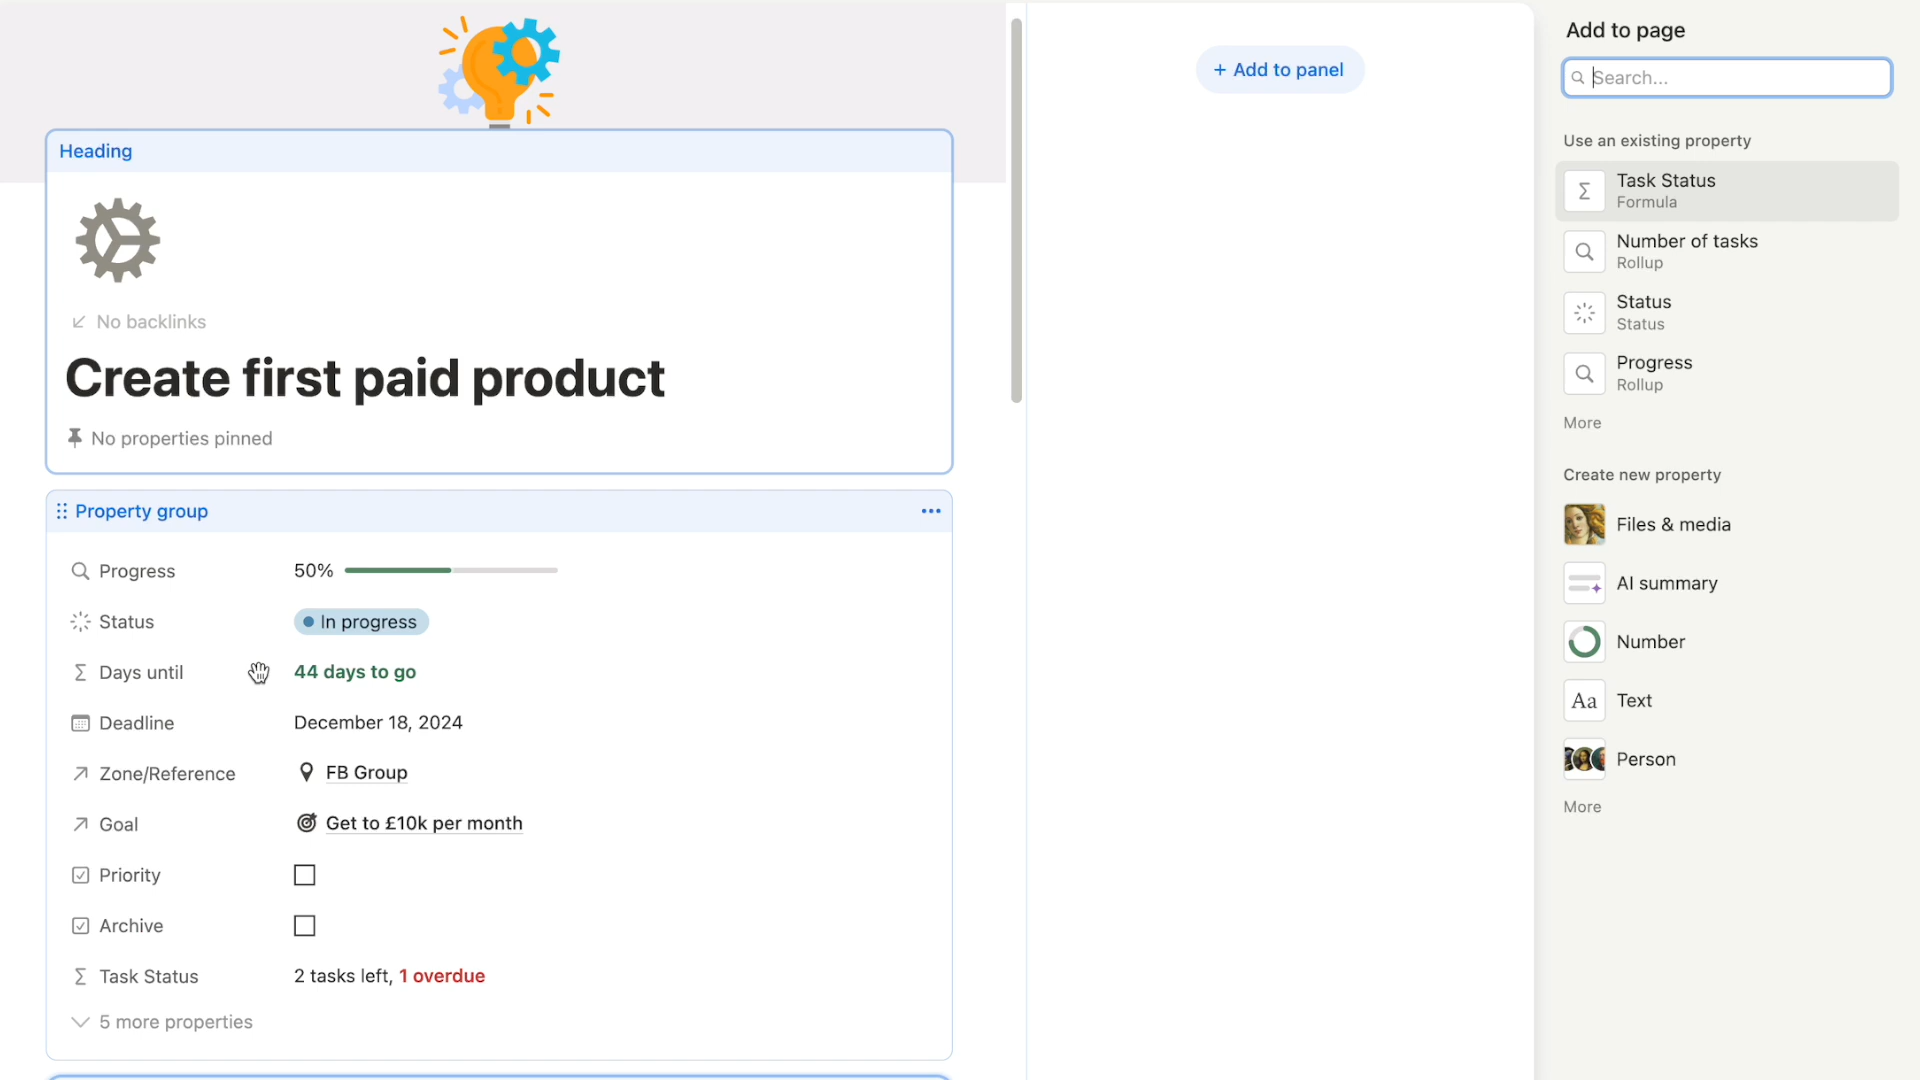 Heading
No backlinks
Create first paid product
No properties pinned
Property group
Progress 50%
Status In progress
Days until 44 days to go
Deadline December 18, 2024
Zone/Reference FB Group
Goal Get to £10k per month
Priority
Archive
Task Status 2 tasks left, 1 overdue
5 more properties
+ Add to panel
Add to page
Search...
Use an existing property
Task Status
Formula
Number of tasks
Rollup
Status
Status
Progress
Rollup
More
Create new property
Files & media
AI summary
Number
Aa Text
Person
More